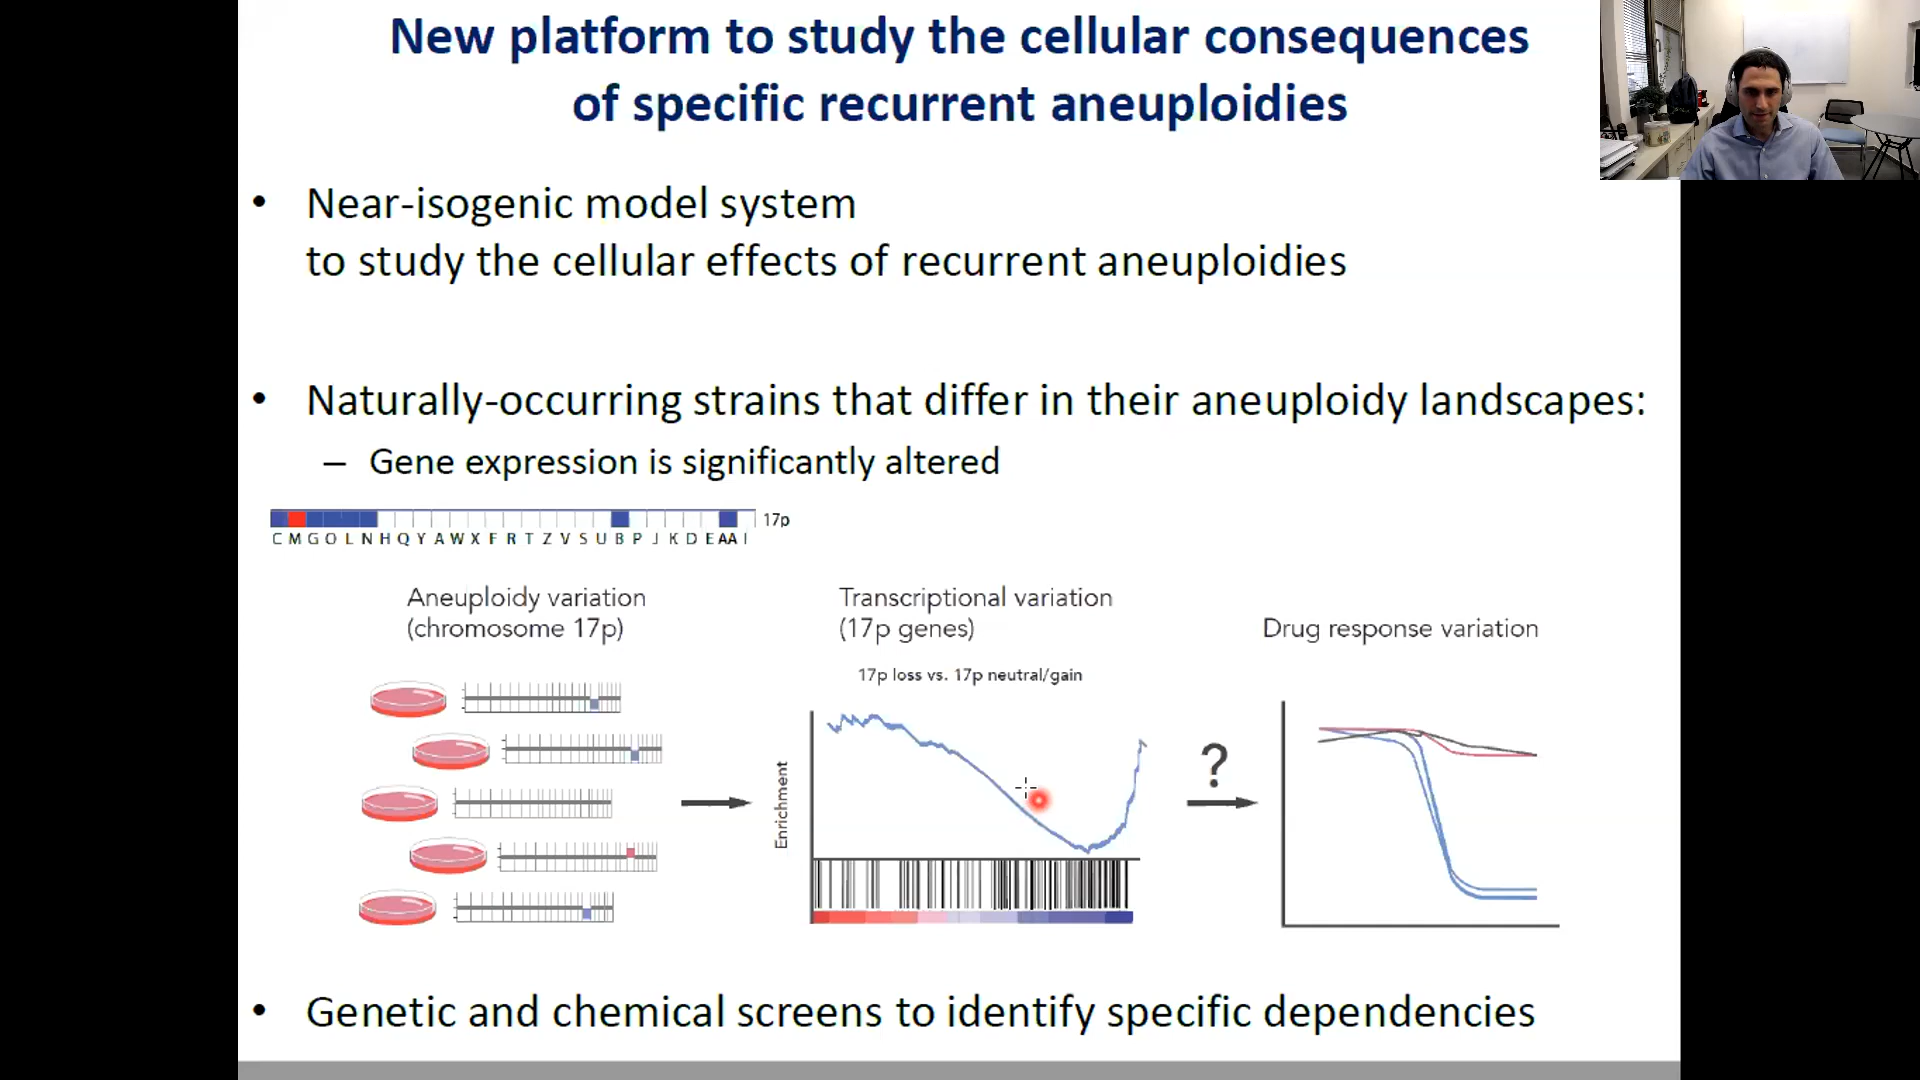 New platform to study the cellular consequences
of specific recurrent aneuploidies
• Near-isogenic model system
to study the cellular effects of recurrent aneuploidies
• Naturally-occurring strains that differ in their aneuploidy landscapes:
– Gene expression is significantly altered
17p
C M G O L N H Q Y A W X F R T Z V S U B P J K D E AA I
Aneuploidy variation
(chromosome 17p)
Transcriptional variation
(17p genes)
17p loss vs. 17p neutral/gain
Enrichment
?
Drug response variation
• Genetic and chemical screens to identify specific dependencies